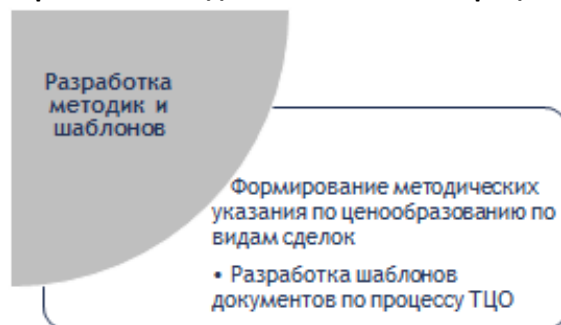 Разработка
методик и
шаблонов
Формирование методических
указания по ценообразованию по
видам сделок
• Разработка шаблонов
документов по процессу ТЦО